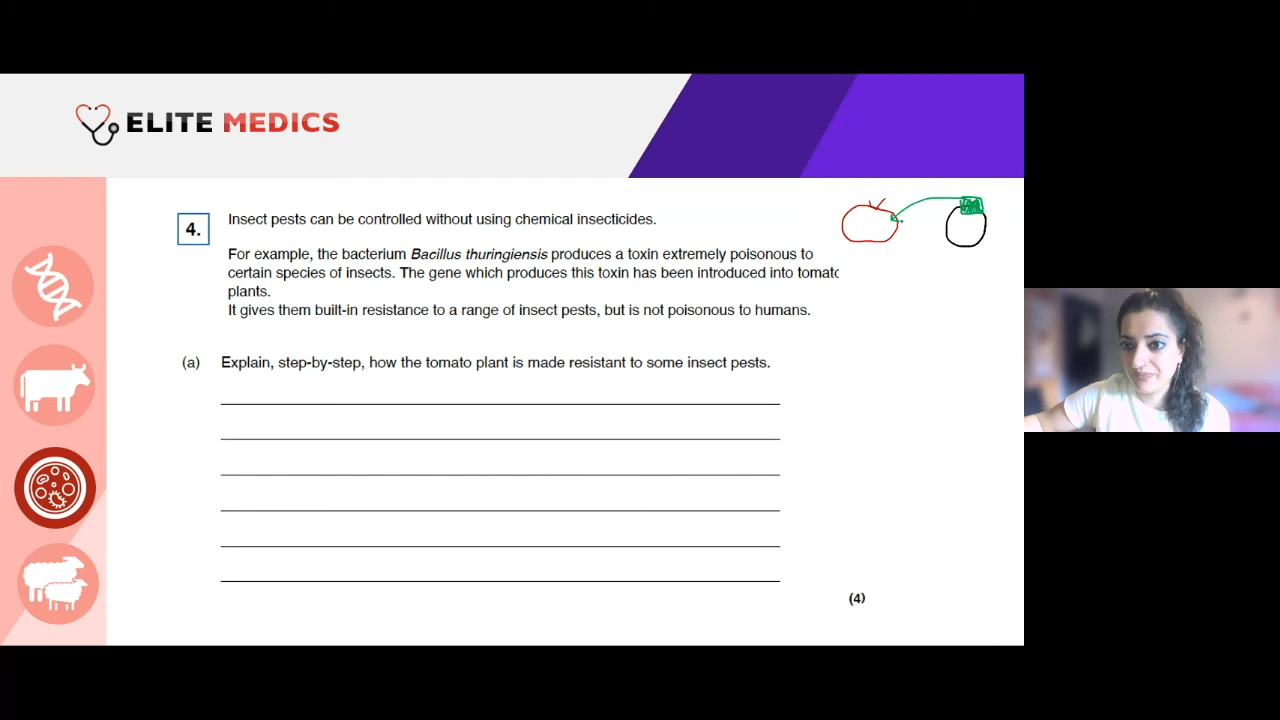 ELITE MEDICS
4.
Insect pests can be controlled without using chemical insecticides.
For example, the bacterium Bacillus thuringiensis produces a toxin extremely poisonous to
certain species of insects. The gene which produces this toxin has been introduced into tomato
plants.
It gives them built-in resistance to a range of insect pests, but is not poisonous to humans.
(a) Explain, step-by-step, how the tomato plant is made resistant to some insect pests.
(4)